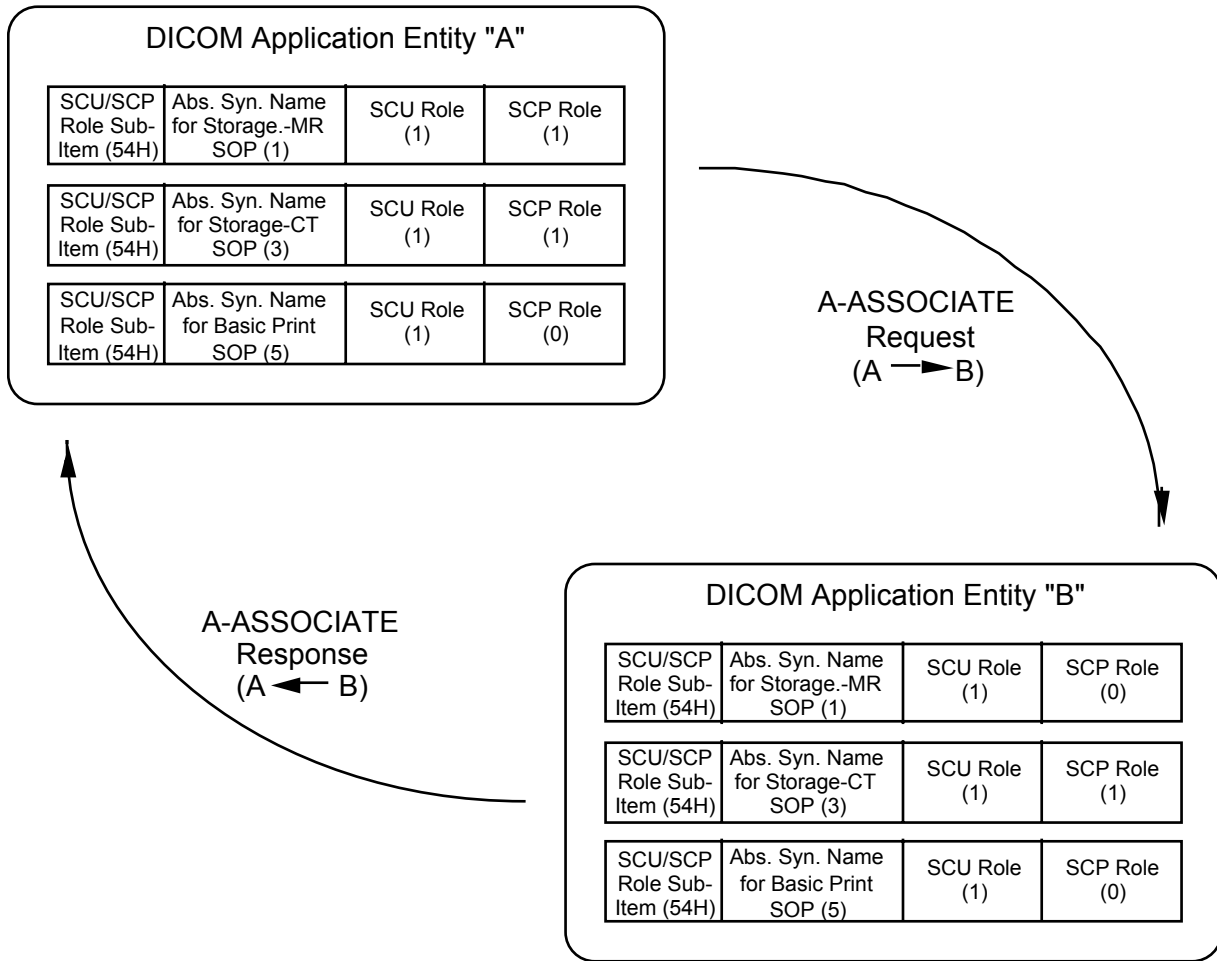 DICOM Application Entity "A"
SCU/SCP
Role Sub-
Item (54H)
Abs. Syn. Name
for Storage.-MR
SOP (1)
SCU Role
(1)
SCP Role
(1)
SCU/SCP
Role Sub-
Item (54H)
Abs. Syn. Name
for Storage-CT
SOP (3)
SCU Role
(1)
SCP Role
(1)
SCU/SCP
Role Sub-
Item (54H)
Abs. Syn. Name
for Basic Print
SOP (5)
SCU Role
(1)
SCP Role
(0)
A-ASSOCIATE
Request
(A B)
A-ASSOCIATE
Response
(A B)
DICOM Application Entity "B"
SCU/SCP
Role Sub-
Item (54H)
Abs. Syn. Name
for Storage.-MR
SOP (1)
SCU Role
(1)
SCP Role
(0)
SCU/SCP
Role Sub-
Item (54H)
Abs. Syn. Name
for Storage-CT
SOP (3)
SCU Role
(1)
SCP Role
(1)
SCU/SCP
Role Sub-
Item (54H)
Abs. Syn. Name
for Basic Print
SOP (5)
SCU Role
(1)
SCP Role
(0)